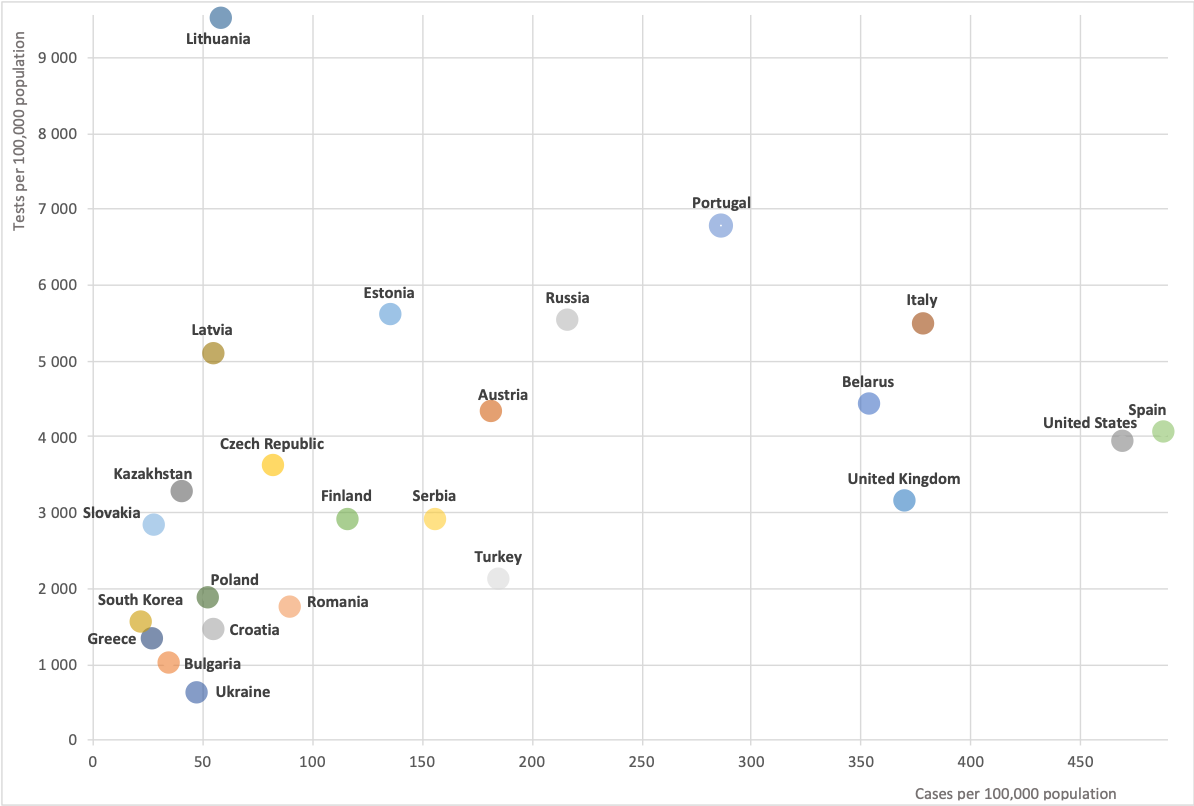 Tests per 100,000 population
Lithuania
9 000
8 000
7 000
Portugal
6 000
Estonia
Russia
Italy
Latvia
5 000
Belarus
Austria
Spain
United States
4 000
Czech Republic
Kazakhstan
United Kingdom
Finland
Serbia
3 000
Slovakia
Turkey
2 000
Poland
South Korea
Romania
Croatia
Greece
1 000
Bulgaria
Ukraine
0
0 50 100 150 200 250 300 350 400 450
Cases per 100,000 population